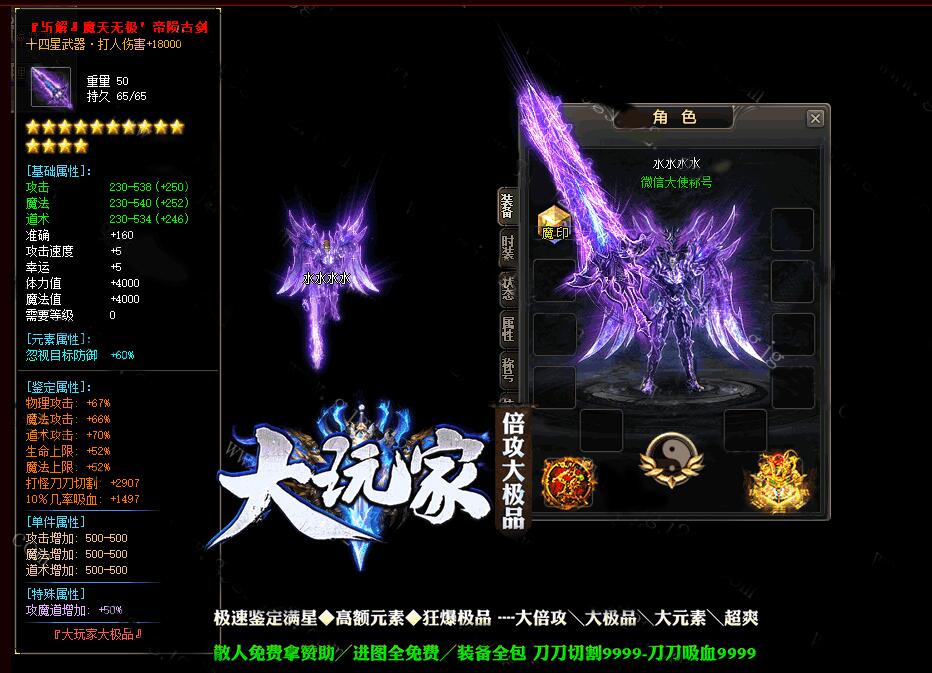 『斩解』魔天无极' 帝陨古剑
十四星武器·打人伤害+18000
重量 50
持久 65/65
[基础属性]:
攻击 230-538 (+250)
魔法 230-540 (+252)
道术 230-534 (+246)
准确 +160
攻击速度 +5
幸运 +5
体力值 +4000
魔法值 +4000
需要等级 0
[元素属性]:
忽视目标防御 +60%
[鉴定属性]:
物理攻击: +67%
魔法攻击: +66%
道术攻击: +70%
生命上限: +52%
魔法上限: +52%
打怪刀刀切割: +2907
10%几率吸血: +1497
[单件属性]
攻击增加: 500-500
魔法增加: 500-500
道术增加: 500-500
[特殊属性]
攻魔道增加: +50%
『大玩家大极品』
水水水水
角 色
水水水水
微信大使称号
装备
时装
状态
属性
称号
魔印
大玩家
倍攻大极品
极速鉴定满星◆高额元素◆狂爆极品 ----大倍攻＼大极品＼大元素＼超爽
散人免费拿赞助／进图全免费／装备全包 刀刀切割9999-刀刀吸血9999